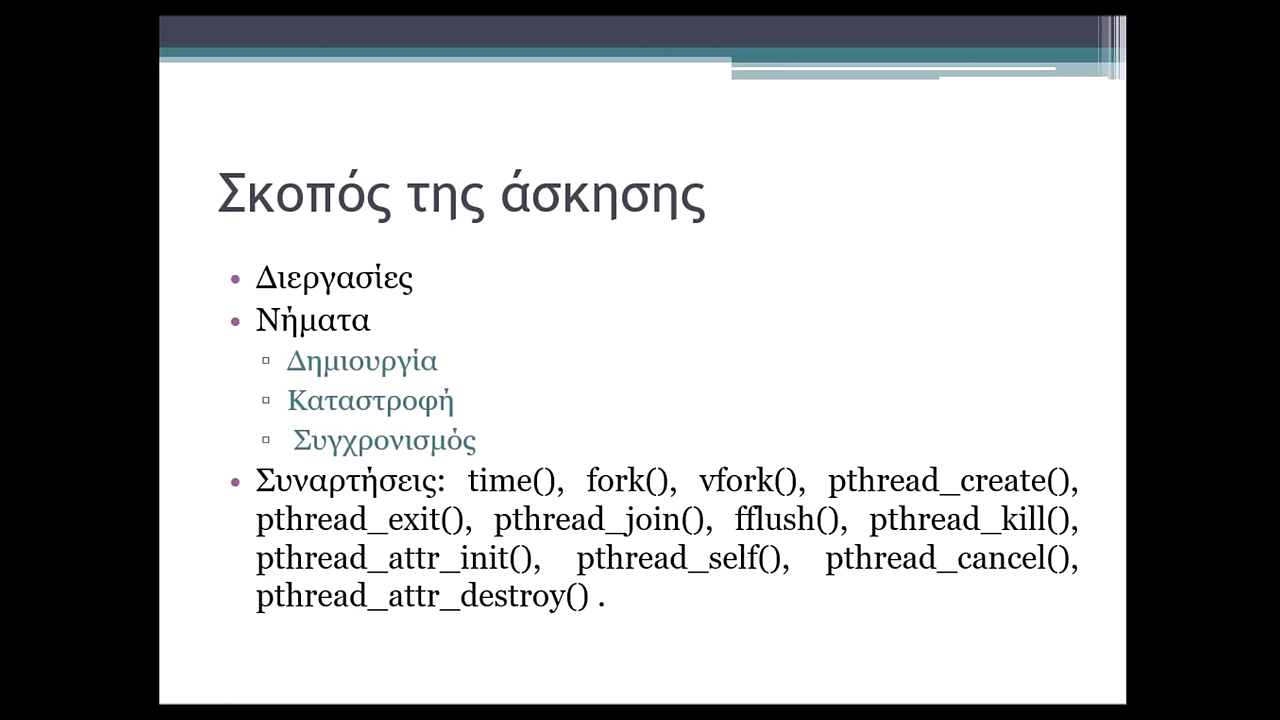 Σκοπός της άσκησης
• Διεργασίες
• Νήματα
▫ Δημιουργία
▫ Καταστροφή
▫ Συγχρονισμός
• Συναρτήσεις: time(), fork(), vfork(), pthread_create(),
pthread_exit(), pthread_join(), fflush(), pthread_kill(),
pthread_attr_init(), pthread_self(), pthread_cancel(),
pthread_attr_destroy() .